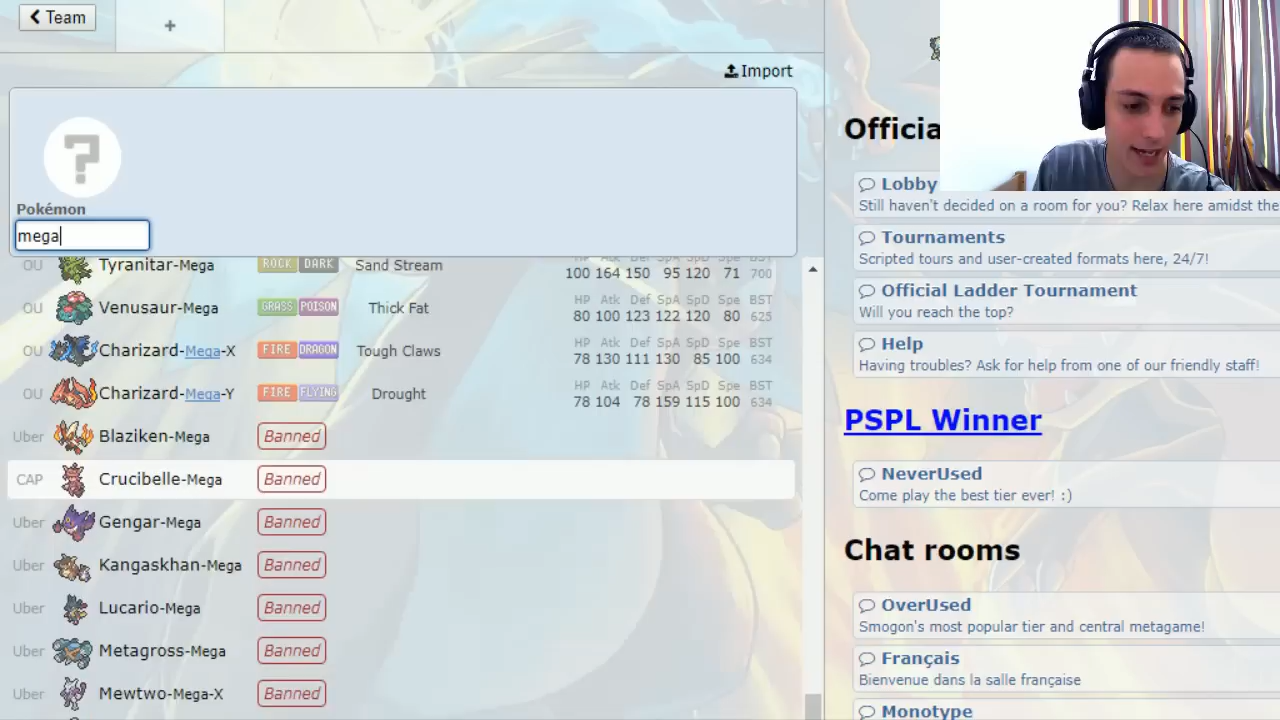 Team
+
Import
?
Pokémon
mega
OU Tyranitar-Mega ROCK DARK Sand Stream HP Atk Def SpA SpD Spe BST
100 164 150 95 120 71 700
OU Venusaur-Mega GRASS POISON Thick Fat HP Atk Def SpA SpD Spe BST
80 100 123 122 120 80 625
OU Charizard-Mega-X FIRE DRAGON Tough Claws HP Atk Def SpA SpD Spe BST
78 130 111 130 85 100 634
OU Charizard-Mega-Y FIRE FLYING Drought HP Atk Def SpA SpD Spe BST
78 104 78 159 115 100 634
Uber Blaziken-Mega Banned
CAP Crucibelle-Mega Banned
Uber Gengar-Mega Banned
Uber Kangaskhan-Mega Banned
Uber Lucario-Mega Banned
Uber Metagross-Mega Banned
Uber Mewtwo-Mega-X Banned
Officia
Lobby
Still haven't decided on a room for you? Relax here amidst the
Tournaments
Scripted tours and user-created formats here, 24/7!
Official Ladder Tournament
Will you reach the top?
Help
Having troubles? Ask for help from one of our friendly staff!
PSPL Winner
NeverUsed
Come play the best tier ever! :)
Chat rooms
OverUsed
Smogon's most popular tier and central metagame!
Français
Bienvenue dans la salle française
Monotype